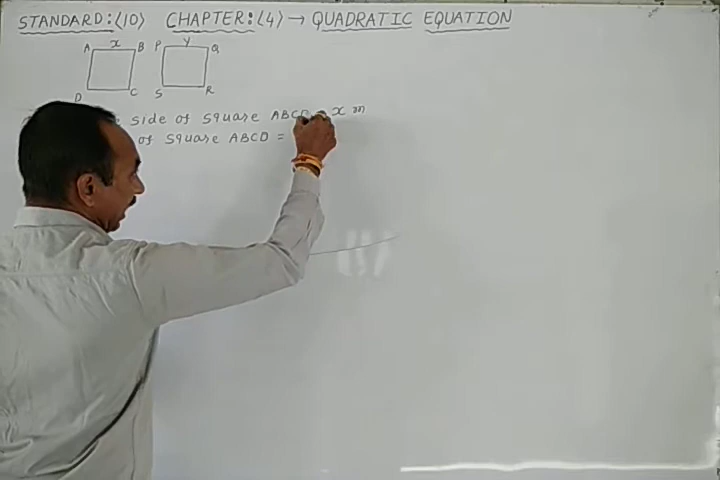 STANDARD:(10) CHAPTER:(4) → QUADRATIC EQUATION
A x B P Y Q
D C S R
side of square ABCD = x m
of square ABCD =